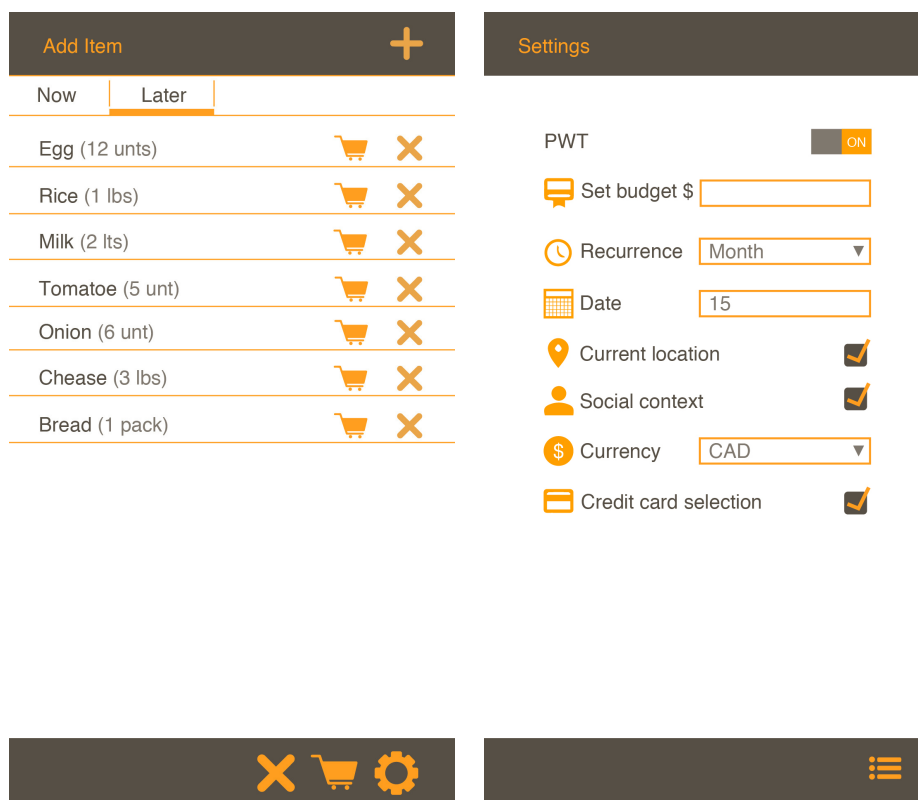 Add Item
Now
Later
Egg (12 unts)
Rice (1 lbs)
Milk (2 lts)
Tomatoe (5 unt)
Onion (6 unt)
Chease (3 lbs)
Bread (1 pack)
Settings
PWT
ON
Set budget $
Recurrence
Month
Date
15
Current location
Social context
$
Currency
CAD
Credit card selection